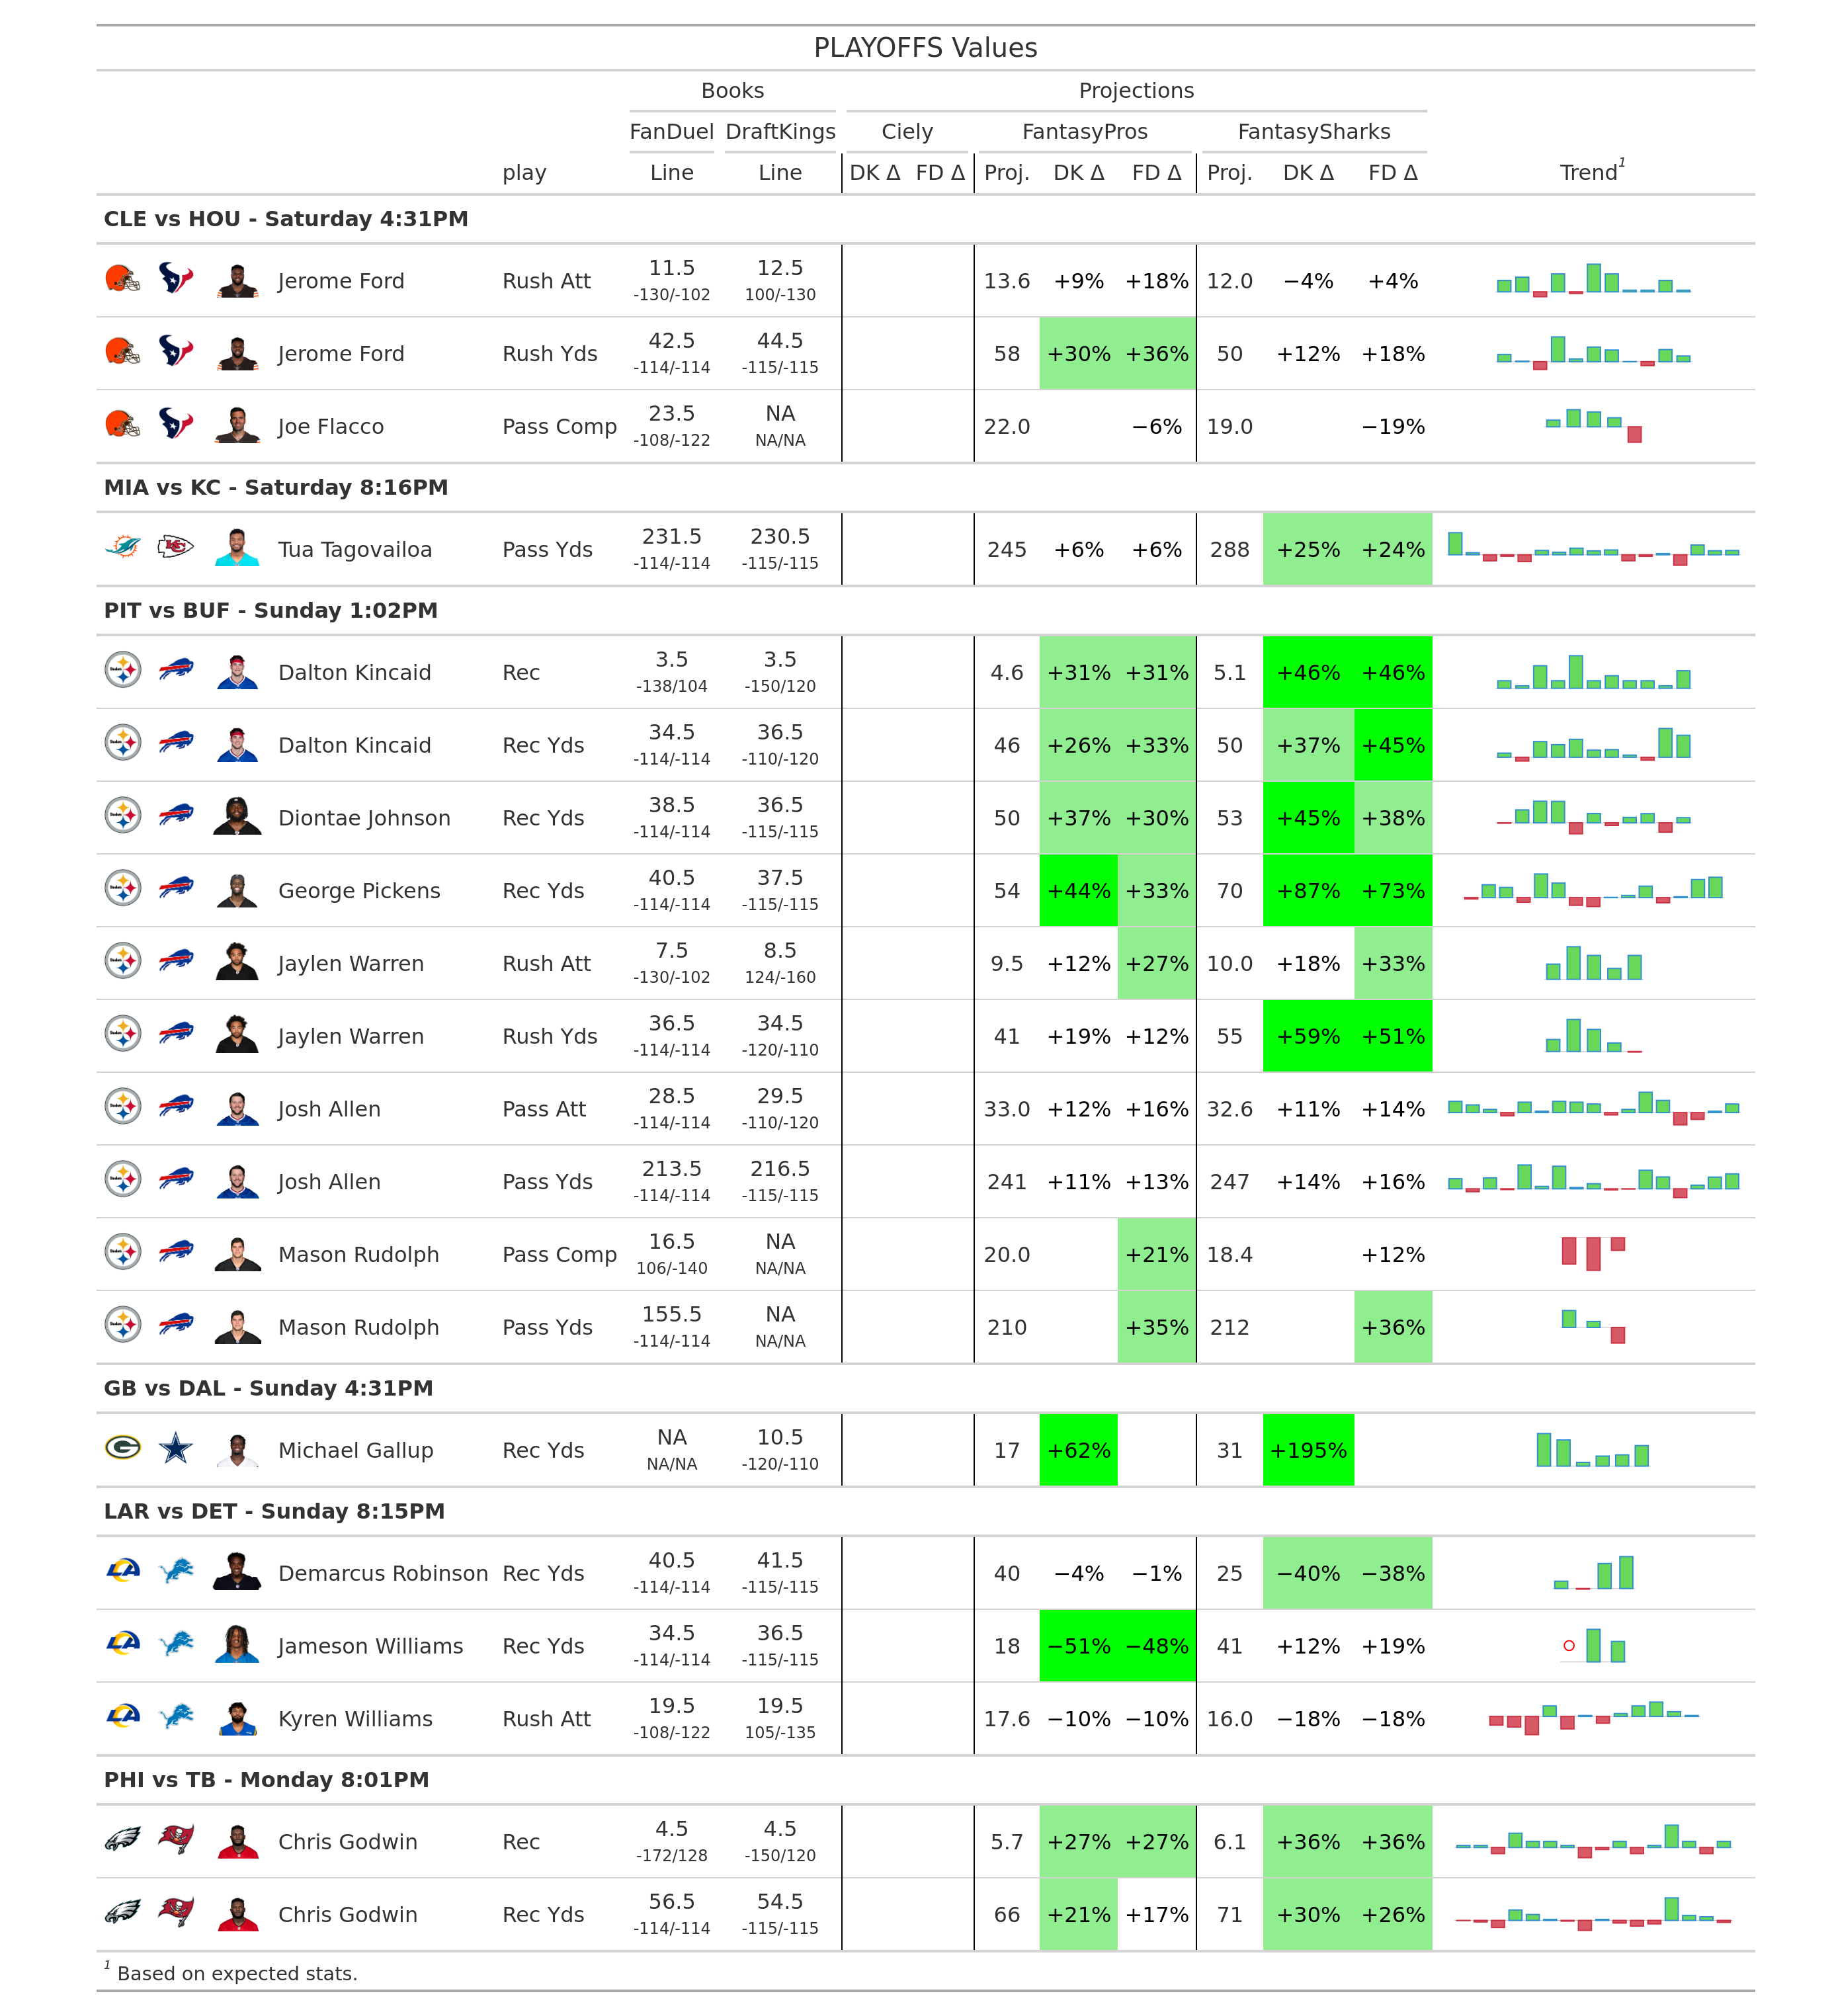 PLAYOFFS Values
Books Projections
FanDuel DraftKings Ciely FantasyPros FantasySharks
play Line Line DK Δ FD Δ Proj. DK Δ FD Δ Proj. DK Δ FD Δ Trend1
CLE vs HOU - Saturday 4:31PM
Jerome Ford Rush Att 11.5 12.5 13.6 +9% +18% 12.0 −4% +4%
-130/-102 100/-130
Jerome Ford Rush Yds 42.5 44.5 58 +30% +36% 50 +12% +18%
-114/-114 -115/-115
Joe Flacco Pass Comp 23.5 NA 22.0 −6% 19.0 −19%
-108/-122 NA/NA
MIA vs KC - Saturday 8:16PM
Tua Tagovailoa Pass Yds 231.5 230.5 245 +6% +6% 288 +25% +24%
-114/-114 -115/-115
PIT vs BUF - Sunday 1:02PM
Dalton Kincaid Rec 3.5 3.5 4.6 +31% +31% 5.1 +46% +46%
-138/104 -150/120
Dalton Kincaid Rec Yds 34.5 36.5 46 +26% +33% 50 +37% +45%
-114/-114 -110/-120
Diontae Johnson Rec Yds 38.5 36.5 50 +37% +30% 53 +45% +38%
-114/-114 -115/-115
George Pickens Rec Yds 40.5 37.5 54 +44% +33% 70 +87% +73%
-114/-114 -115/-115
Jaylen Warren Rush Att 7.5 8.5 9.5 +12% +27% 10.0 +18% +33%
-130/-102 124/-160
Jaylen Warren Rush Yds 36.5 34.5 41 +19% +12% 55 +59% +51%
-114/-114 -120/-110
Josh Allen Pass Att 28.5 29.5 33.0 +12% +16% 32.6 +11% +14%
-114/-114 -110/-120
Josh Allen Pass Yds 213.5 216.5 241 +11% +13% 247 +14% +16%
-114/-114 -115/-115
Mason Rudolph Pass Comp 16.5 NA 20.0 +21% 18.4 +12%
106/-140 NA/NA
Mason Rudolph Pass Yds 155.5 NA 210 +35% 212 +36%
-114/-114 NA/NA
GB vs DAL - Sunday 4:31PM
Michael Gallup Rec Yds NA 10.5 17 +62% 31 +195%
NA/NA -120/-110
LAR vs DET - Sunday 8:15PM
Demarcus Robinson Rec Yds 40.5 41.5 40 −4% −1% 25 −40% −38%
-114/-114 -115/-115
Jameson Williams Rec Yds 34.5 36.5 18 −51% −48% 41 +12% +19%
-114/-114 -115/-115
Kyren Williams Rush Att 19.5 19.5 17.6 −10% −10% 16.0 −18% −18%
-108/-122 105/-135
PHI vs TB - Monday 8:01PM
Chris Godwin Rec 4.5 4.5 5.7 +27% +27% 6.1 +36% +36%
-172/128 -150/120
Chris Godwin Rec Yds 56.5 54.5 66 +21% +17% 71 +30% +26%
-114/-114 -115/-115
1 Based on expected stats.